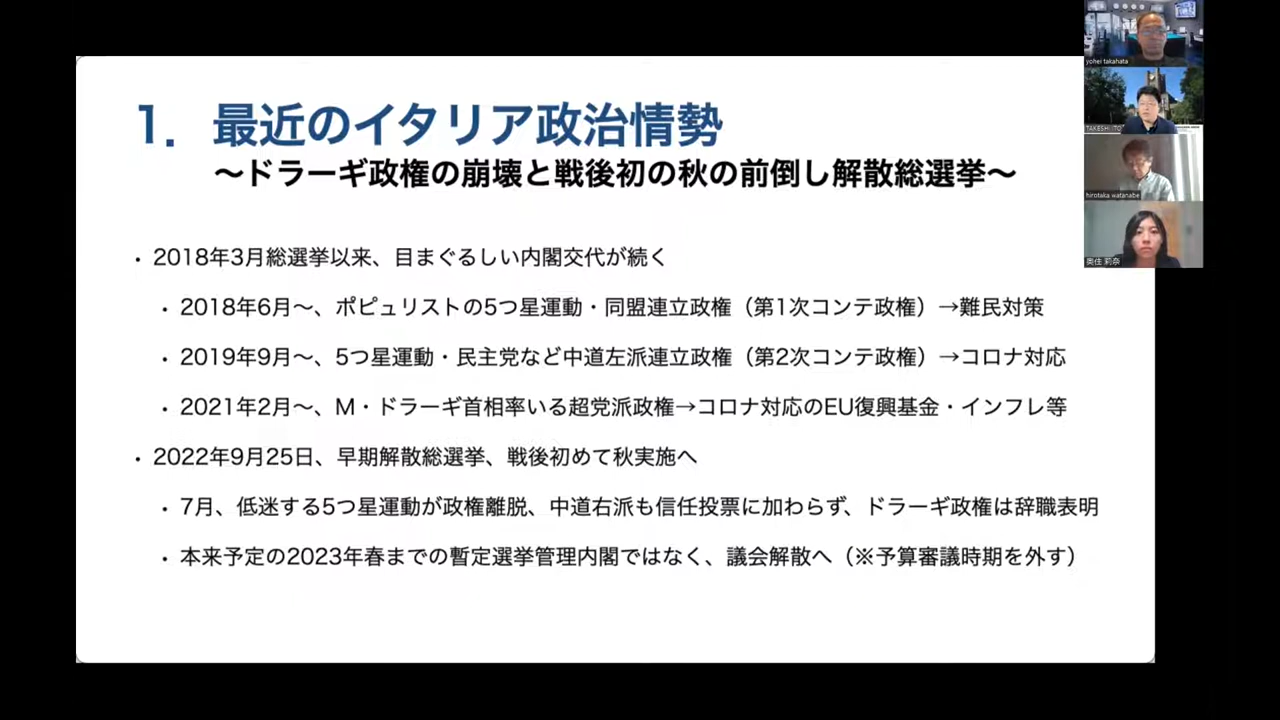 1．最近のイタリア政治情勢
〜ドラーギ政権の崩壊と戦後初の秋の前倒し解散総選挙〜
・2018年3月総選挙以来、目まぐるしい内閣交代が続く
・2018年6月〜、ポピュリストの5つ星運動・同盟連立政権（第1次コンテ政権）→難民対策
・2019年9月〜、5つ星運動・民主党など中道左派連立政権（第2次コンテ政権）→コロナ対応
・2021年2月〜、M・ドラーギ首相率いる超党派政権→コロナ対応のEU復興基金・インフレ等
・2022年9月25日、早期解散総選挙、戦後初めて秋実施へ
・7月、低迷する5つ星運動が政権離脱、中道右派も信任投票に加わらず、ドラーギ政権は辞職表明
・本来予定の2023年春までの暫定選挙管理内閣ではなく、議会解散へ（※予算審議時期を外す）
yohei takahata
TAKESHI ITO
hirotaka watanabe
奥住 莉奈